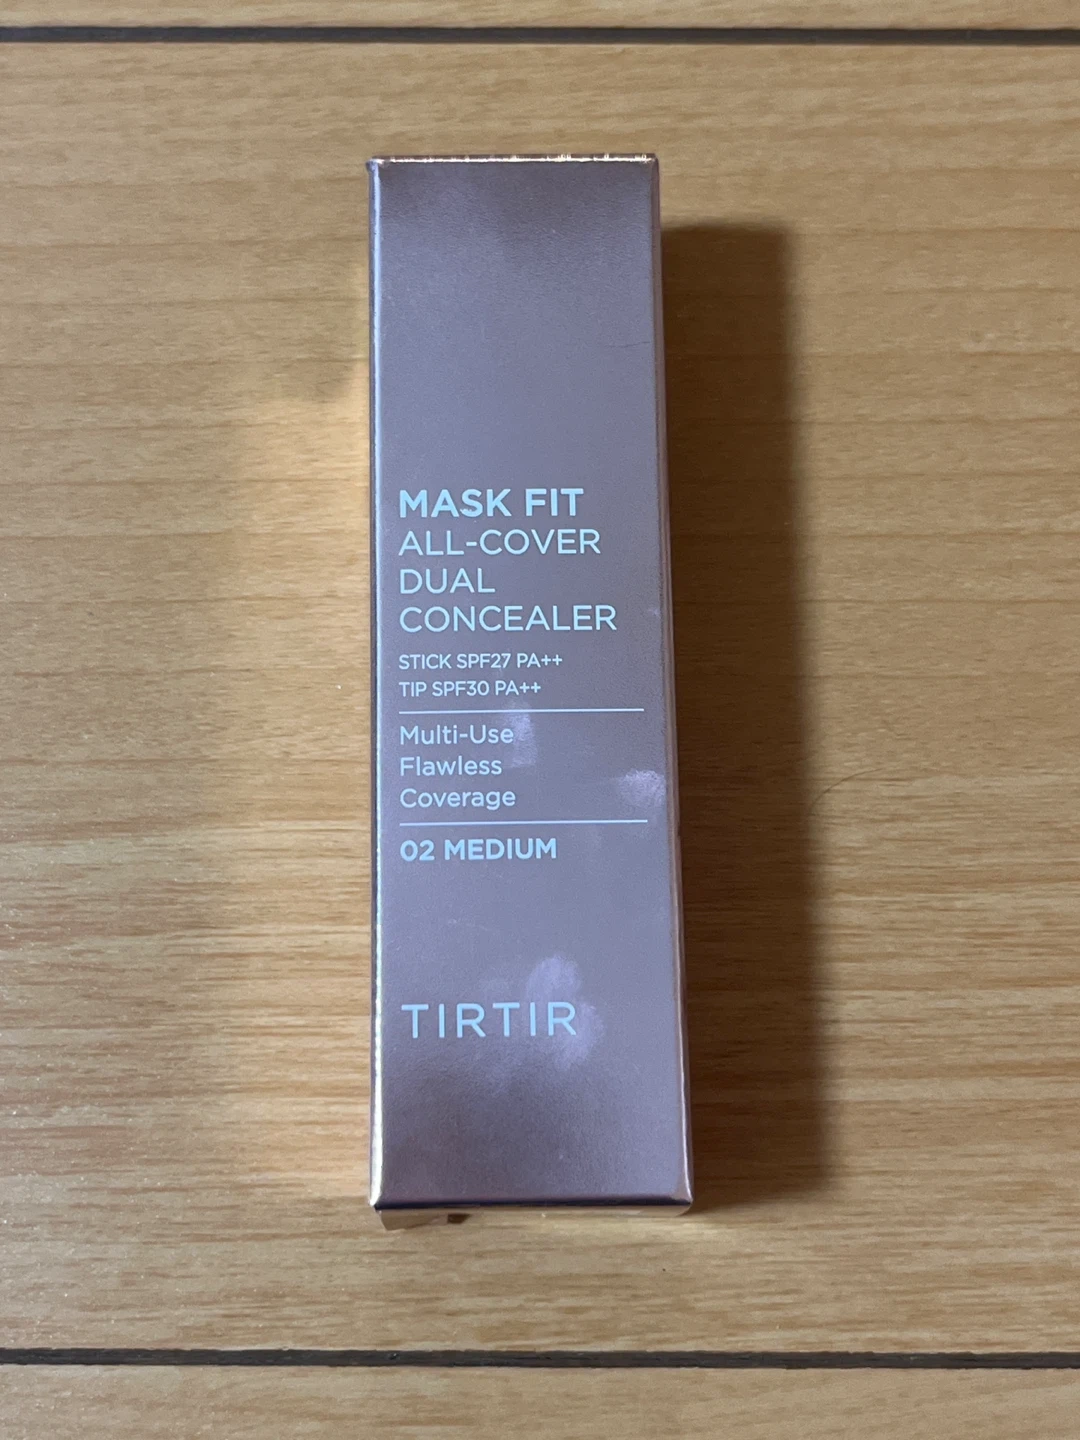 MASK FIT
ALL-COVER
DUAL
CONCEALER
STICK SPF27 PA++
TIP SPF30 PA++
Multi-Use
Flawless
Coverage
02 MEDIUM
TIRTIR